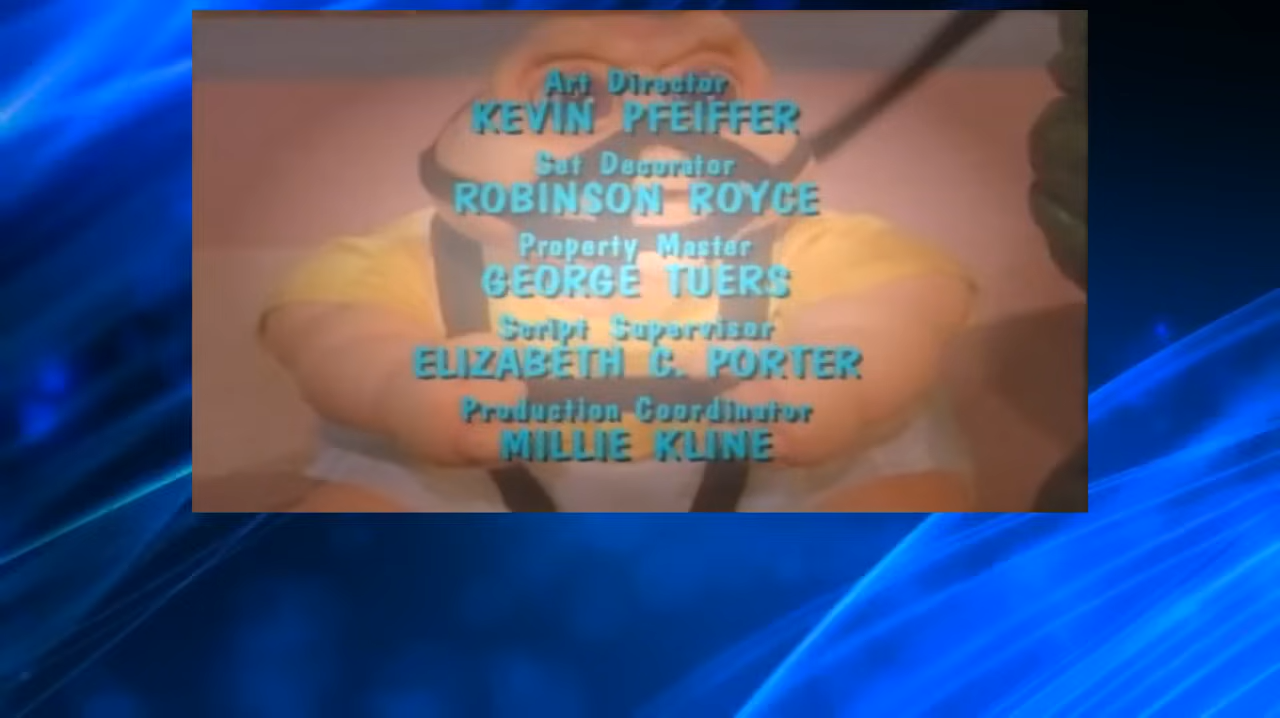 Art Director
KEVIN PFEIFFER
Set Decorator
ROBINSON ROYCE
Property Master
GEORGE TUERS
Script Supervisor
ELIZABETH C. PORTER
Production Coordinator
MILLIE KLINE